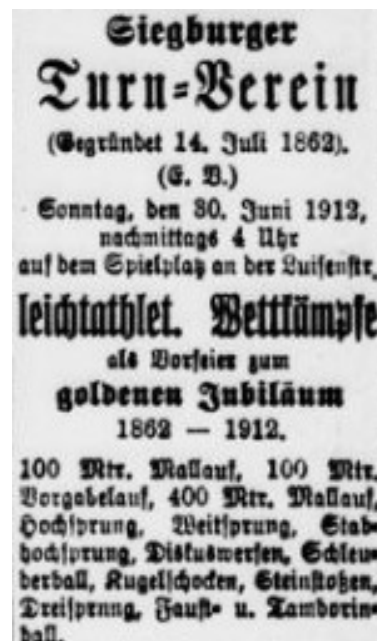 Siegburger
Turn-Verein
(Gegründet 14. Juli 1862).
(E. V.)
Sonntag, den 30. Juni 1912,
nachmittags 4 Uhr
auf dem Spielplatz an der Luisenstr.
leichtathlet. Wettkämpfe
als Vorfeier zum
goldenen Jubiläum
1862 — 1912.
100 Mtr. Mallauf, 100 Mtr.
Vorgabelauf, 400 Mtr. Mallauf,
Hochsprung, Weitsprung, Stab-
hochsprung, Diskuswerfen, Schleu-
derball, Kugelschocken, Steinstoßen,
Dreisprung, Faust- u. Tamborin-
ball.